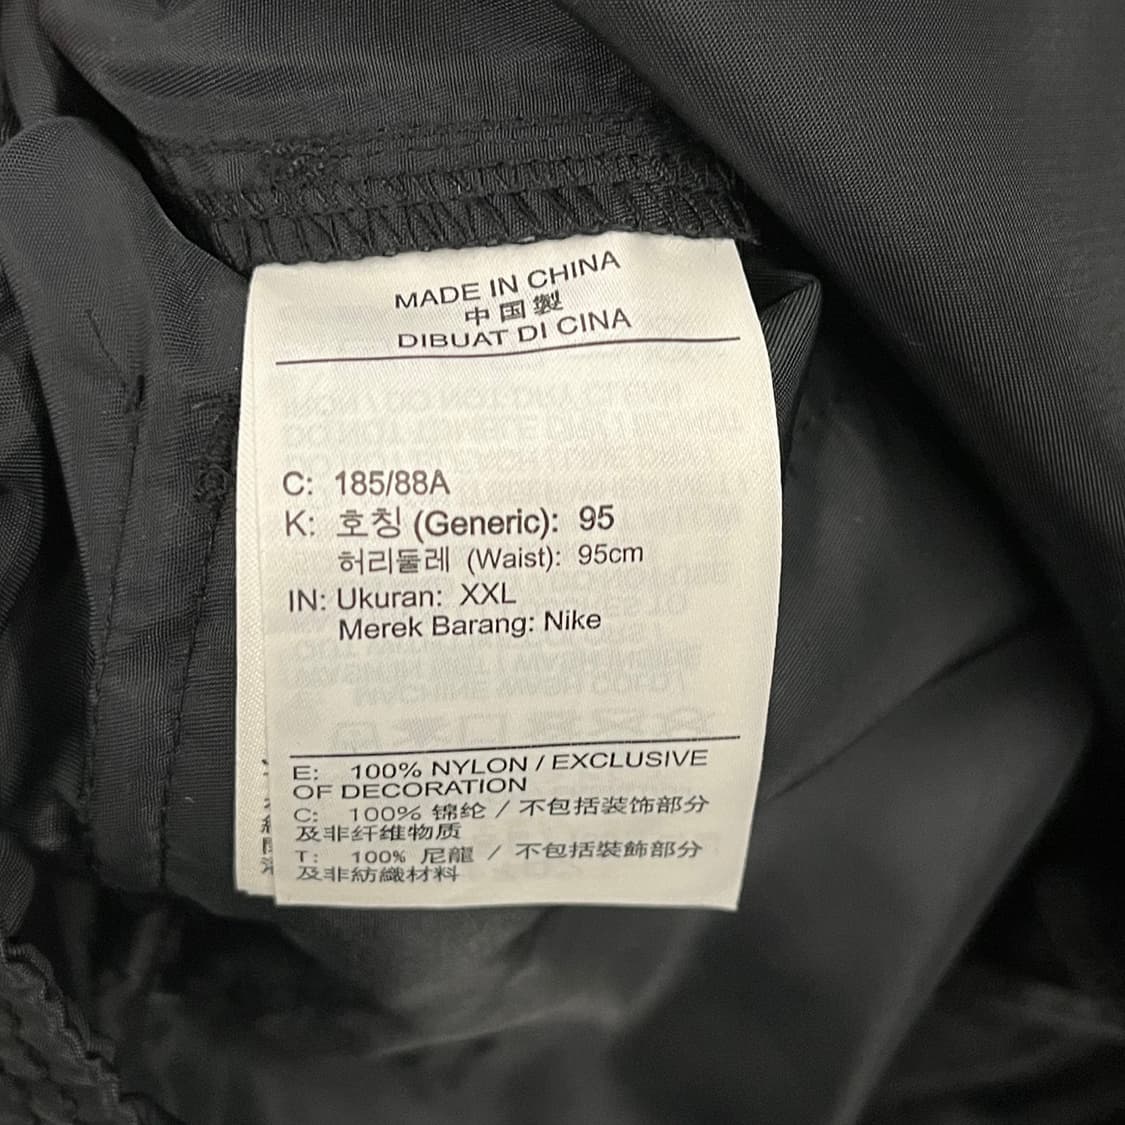 MADE IN CHINA
中国製
DIBUAT DI CINA
C: 185/88A
K: 호칭 (Generic): 95
허리둘레 (Waist): 95cm
IN: Ukuran: XXL
Merek Barang: Nike
E: 100% NYLON / EXCLUSIVE
OF DECORATION
C: 100% 锦纶 / 不包括装饰部分
及非纤维物质
T: 100% 尼龍 / 不包括裝飾部分
及非紡織材料